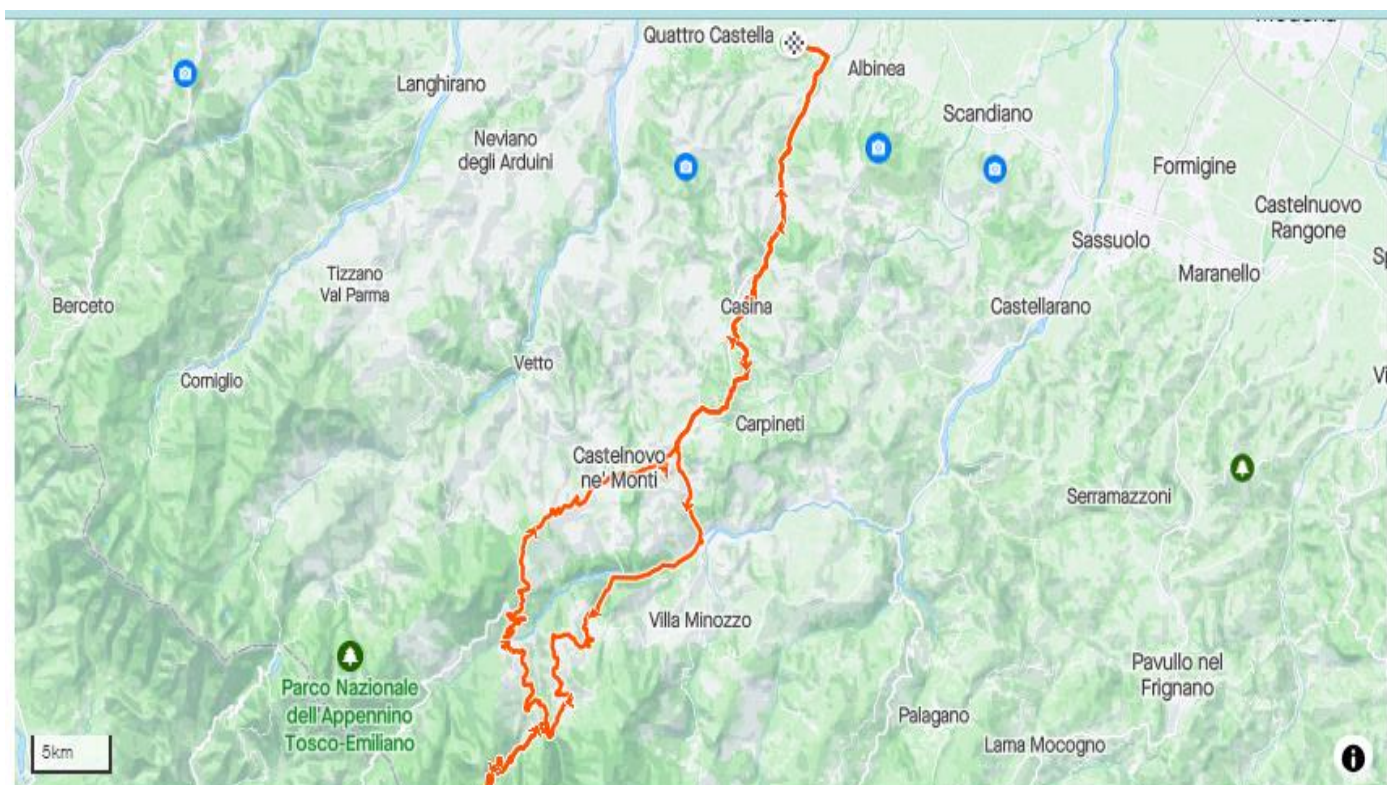 Quattro Castella
Albinea
Langhirano
Scandiano
Neviano
degli Arduini
Formigine
Castelnuovo
Rangone
Sassuolo
Maranello
Tizzano
Val Parma
Berceto
Casina
Castellarano
Vetto
Corniglio
Carpineti
Castelnovo
ne' Monti
Serramazzoni
Villa Minozzo
Pavullo nel
Frignano
Parco Nazionale
dell'Appennino
Tosco-Emiliano
Palagano
Lama Mocogno
5km